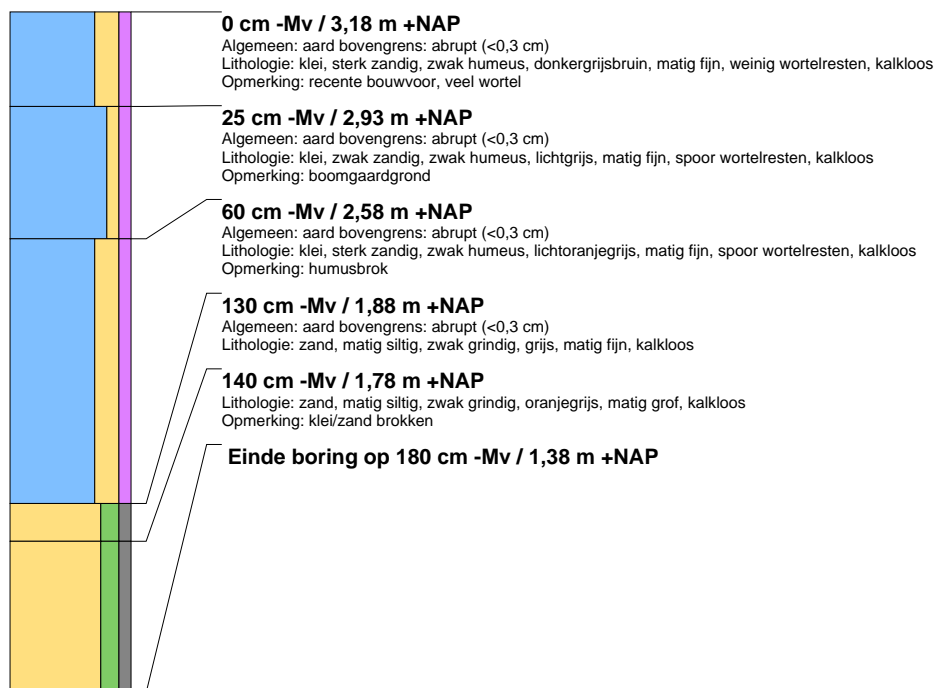 0 cm -Mv / 3,18 m +NAP
Algemeen: aard bovengrens: abrupt (<0,3 cm)
Lithologie: klei, sterk zandig, zwak humeus, donkergrijsbruin, matig fijn, weinig wortelresten, kalkloos
Opmerking: recente bouwvoor, veel wortel
25 cm -Mv / 2,93 m +NAP
Algemeen: aard bovengrens: abrupt (<0,3 cm)
Lithologie: klei, zwak zandig, zwak humeus, lichtgrijs, matig fijn, spoor wortelresten, kalkloos
Opmerking: boomgaardgrond
60 cm -Mv / 2,58 m +NAP
Algemeen: aard bovengrens: abrupt (<0,3 cm)
Lithologie: klei, sterk zandig, zwak humeus, lichtoranjegrijs, matig fijn, spoor wortelresten, kalkloos
Opmerking: humusbrok
130 cm -Mv / 1,88 m +NAP
Algemeen: aard bovengrens: abrupt (<0,3 cm)
Lithologie: zand, matig siltig, zwak grindig, grijs, matig fijn, kalkloos
140 cm -Mv / 1,78 m +NAP
Lithologie: zand, matig siltig, zwak grindig, oranjegrijs, matig grof, kalkloos
Opmerking: klei/zand brokken
Einde boring op 180 cm -Mv / 1,38 m +NAP